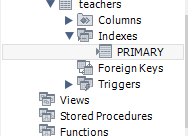 teachers
Columns
Indexes
PRIMARY
Foreign Keys
Triggers
Views
Stored Procedures
Functions